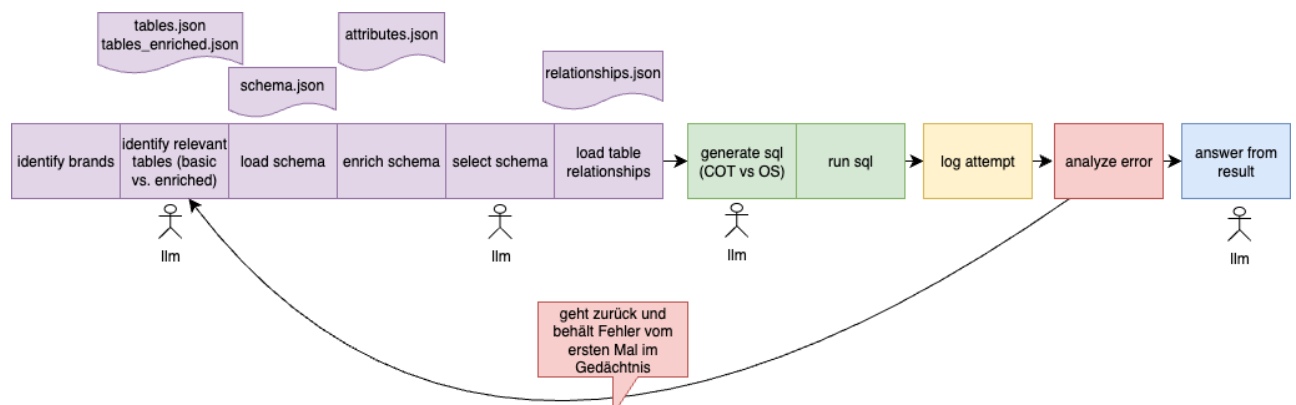 tables.json
tables_enriched.json
attributes.json
schema.json
relationships.json
identify brands
identify relevant
tables (basic
vs. enriched)
load schema
enrich schema
select schema
load table
relationships
generate sql
(COT vs OS)
run sql
log attempt
analyze error
answer from
result
llm
llm
llm
llm
geht zurück und
behält Fehler vom
ersten Mal im
Gedächtnis